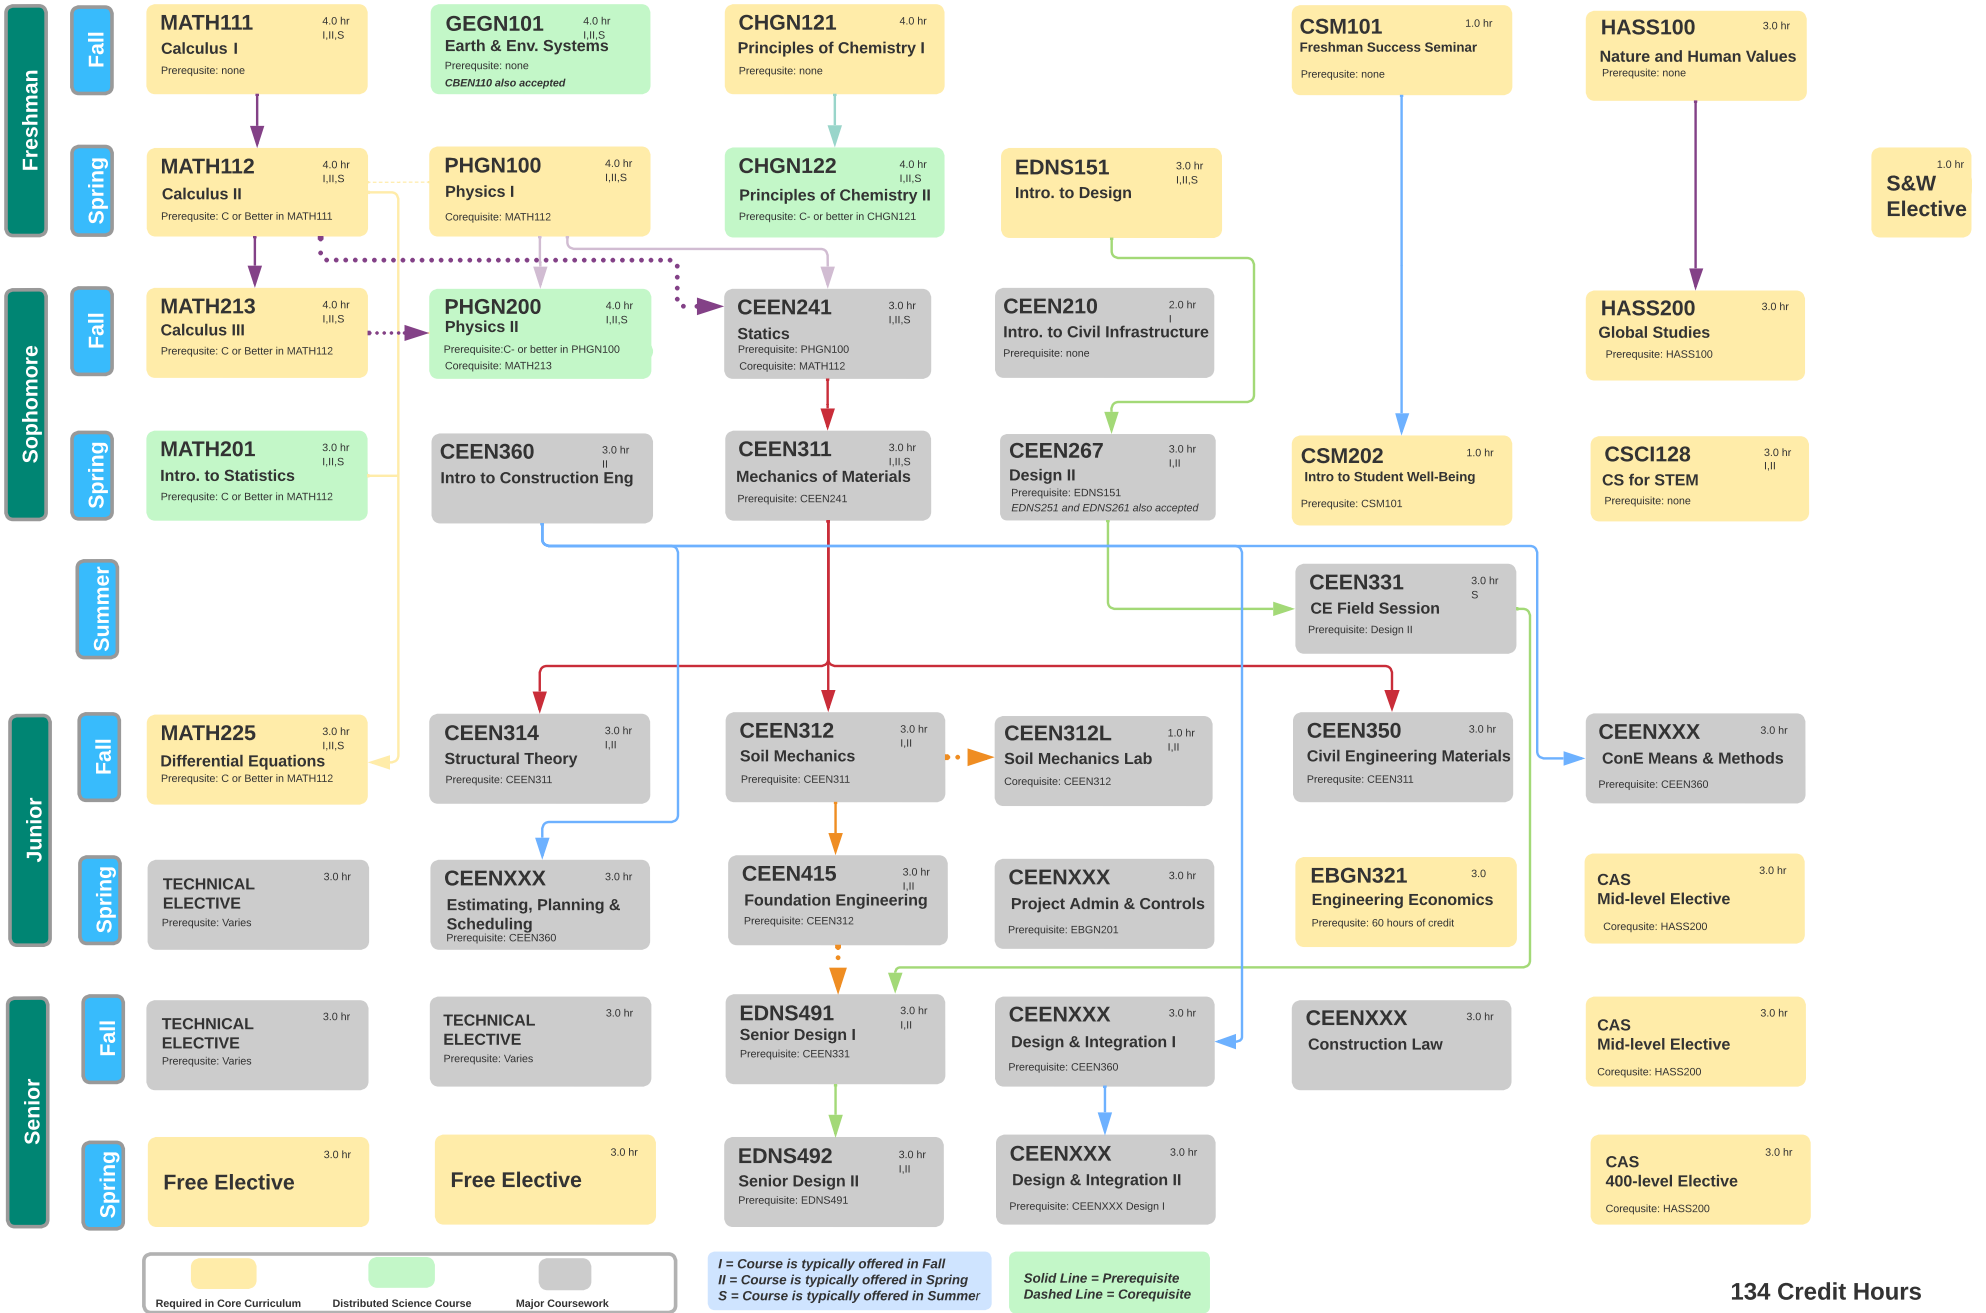 Freshman
Fall
MATH111
4.0 hr
I,II,S
Calculus I
Prerequsite: none
GEGN101
4.0 hr
I,II,S
Earth & Env. Systems
Prerequsite: none
CBEN110 also accepted
CHGN121
4.0 hr
Principles of Chemistry I
Prerequsite: none
CSM101
1.0 hr
Freshman Success Seminar
Prerequsite: none
HASS100
3.0 hr
Nature and Human Values
Prerequsite: none
Spring
MATH112
4.0 hr
I,II,S
Calculus II
Prerequsite: C or Better in MATH111
PHGN100
4.0 hr
I,II,S
Physics I
Corequisite: MATH112
CHGN122
4.0 hr
I,II,S
Principles of Chemistry II
Prerequsite: C- or better in CHGN121
EDNS151
3.0 hr
I,II,S
Intro. to Design
1.0 hr
S&W
Elective
Sophomore
Fall
MATH213
4.0 hr
I,II,S
Calculus III
Prerequsite: C or Better in MATH112
PHGN200
4.0 hr
I,II,S
Physics II
Prerequisite:C- or better in PHGN100
Corequisite: MATH213
CEEN241
3.0 hr
I,II,S
Statics
Prerequisite: PHGN100
Corequisite: MATH112
CEEN210
2.0 hr
I
Intro. to Civil Infrastructure
Prerequisite: none
HASS200
3.0 hr
Global Studies
Prerequsite: HASS100
Spring
MATH201
3.0 hr
I,II,S
Intro. to Statistics
Prerequsite: C or Better in MATH112
CEEN360
3.0 hr
II
Intro to Construction Eng
CEEN311
3.0 hr
I,II,S
Mechanics of Materials
Prerequisite: CEEN241
CEEN267
3.0 hr
I,II
Design II
Prerequisite: EDNS151
EDNS251 and EDNS261 also accepted
CSM202
1.0 hr
Intro to Student Well-Being
Prerequsite: CSM101
CSCI128
3.0 hr
I,II
CS for STEM
Prerequisite: none
Summer
CEEN331
3.0 hr
S
CE Field Session
Prerequisite: Design II
Junior
Fall
MATH225
3.0 hr
I,II,S
Differential Equations
Prerequsite: C or Better in MATH112
CEEN314
3.0 hr
I,II
Structural Theory
Prerequsite: CEEN311
CEEN312
3.0 hr
I,II
Soil Mechanics
Prerequisite: CEEN311
CEEN312L
1.0 hr
I,II
Soil Mechanics Lab
Corequisite: CEEN312
CEEN350
3.0 hr
Civil Engineering Materials
Prerequsite: CEEN311
CEENXXX
3.0 hr
ConE Means & Methods
Prerequisite: CEEN360
Spring
TECHNICAL
ELECTIVE
3.0 hr
Prerequsite: Varies
CEENXXX
3.0 hr
Estimating, Planning &
Scheduling
Prerequisite: CEEN360
CEEN415
3.0 hr
I,II
Foundation Engineering
Prerequisite: CEEN312
CEENXXX
3.0 hr
Project Admin & Controls
Prerequisite: EBGN201
EBGN321
3.0
Engineering Economics
Prerequsite: 60 hours of credit
CAS
Mid-level Elective
3.0 hr
Corequsite: HASS200
Senior
Fall
TECHNICAL
ELECTIVE
3.0 hr
Prerequsite: Varies
TECHNICAL
ELECTIVE
3.0 hr
Prerequsite: Varies
EDNS491
3.0 hr
I,II
Senior Design I
Prerequisite: CEEN331
CEENXXX
3.0 hr
Design & Integration I
Prerequisite: CEEN360
CEENXXX
3.0 hr
Construction Law
CAS
Mid-level Elective
3.0 hr
Corequsite: HASS200
Spring
3.0 hr
Free Elective
3.0 hr
Free Elective
EDNS492
3.0 hr
I,II
Senior Design II
Prerequisite: EDNS491
CEENXXX
3.0 hr
Design & Integration II
Prerequisite: CEENXXX Design I
CAS
400-level Elective
3.0 hr
Corequsite: HASS200
Required in Core Curriculum
Distributed Science Course
Major Coursework
I = Course is typically offered in Fall
II = Course is typically offered in Spring
S = Course is typically offered in Summer
Solid Line = Prerequisite
Dashed Line = Corequisite
134 Credit Hours